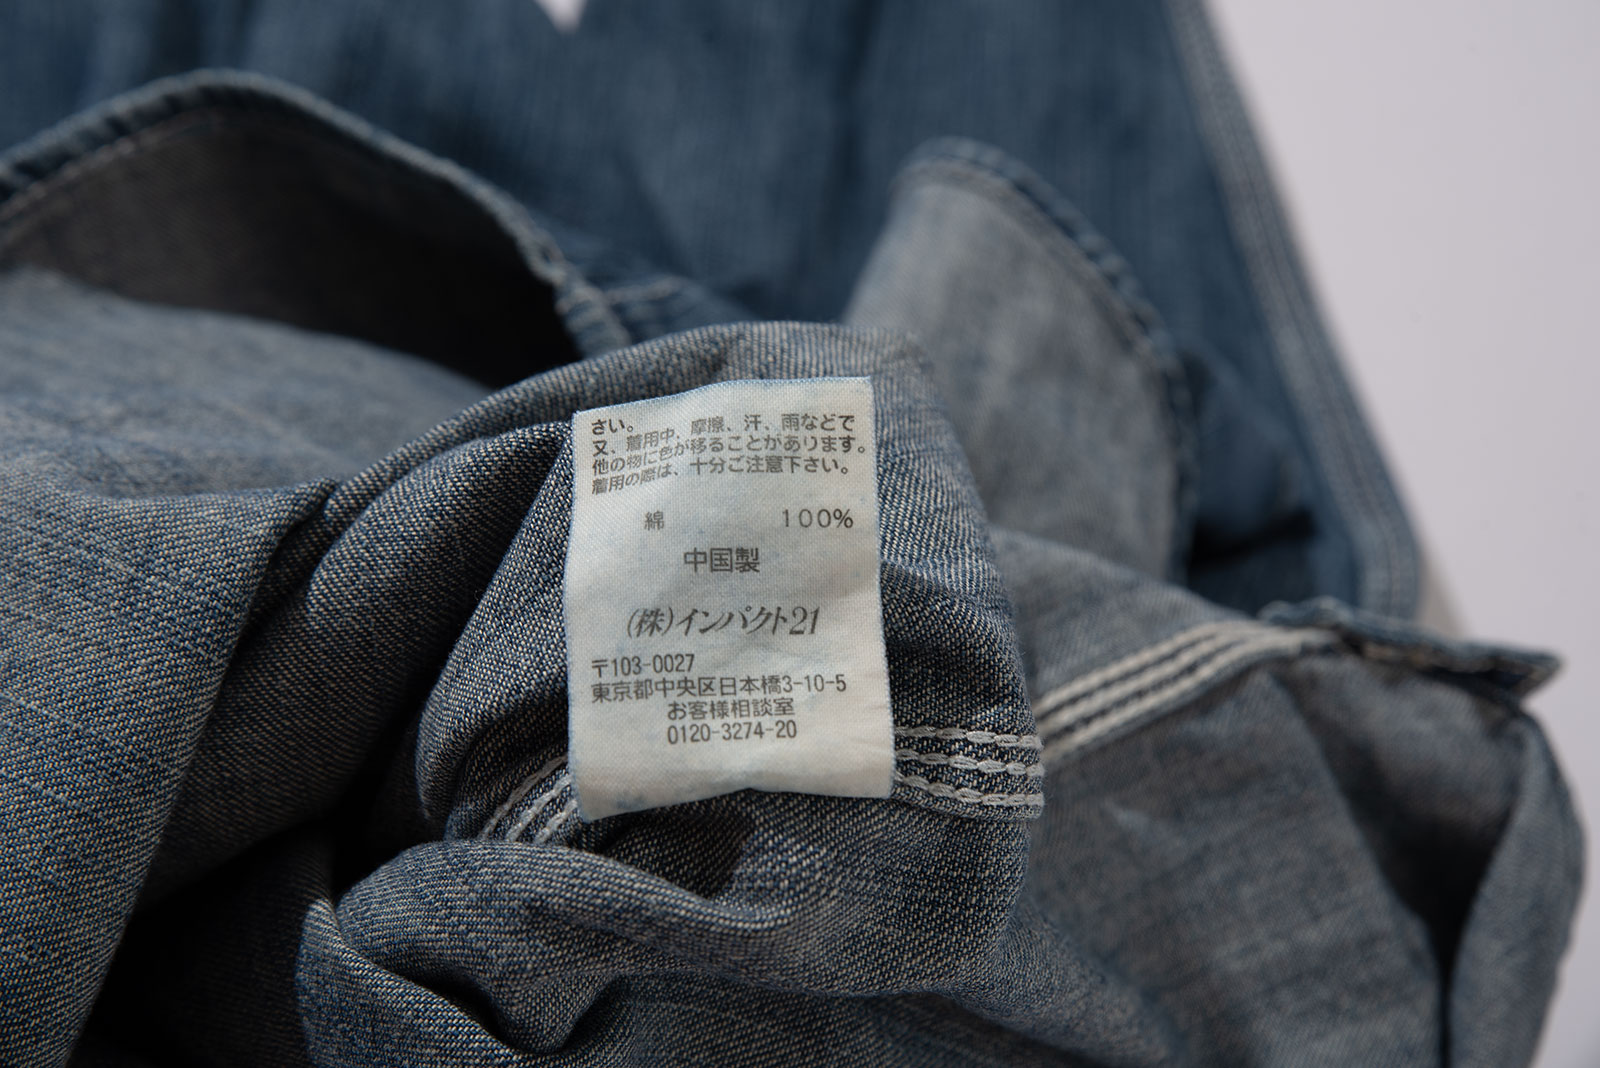 さい。
又、着用中、摩擦、汗、雨などで
他の物に色が移ることがあります。
着用の際は、十分ご注意下さい。
綿 100%
中国製
(株)インパクト21
〒103-0027
東京都中央区日本橋3-10-5
お客様相談室
0120-3274-20